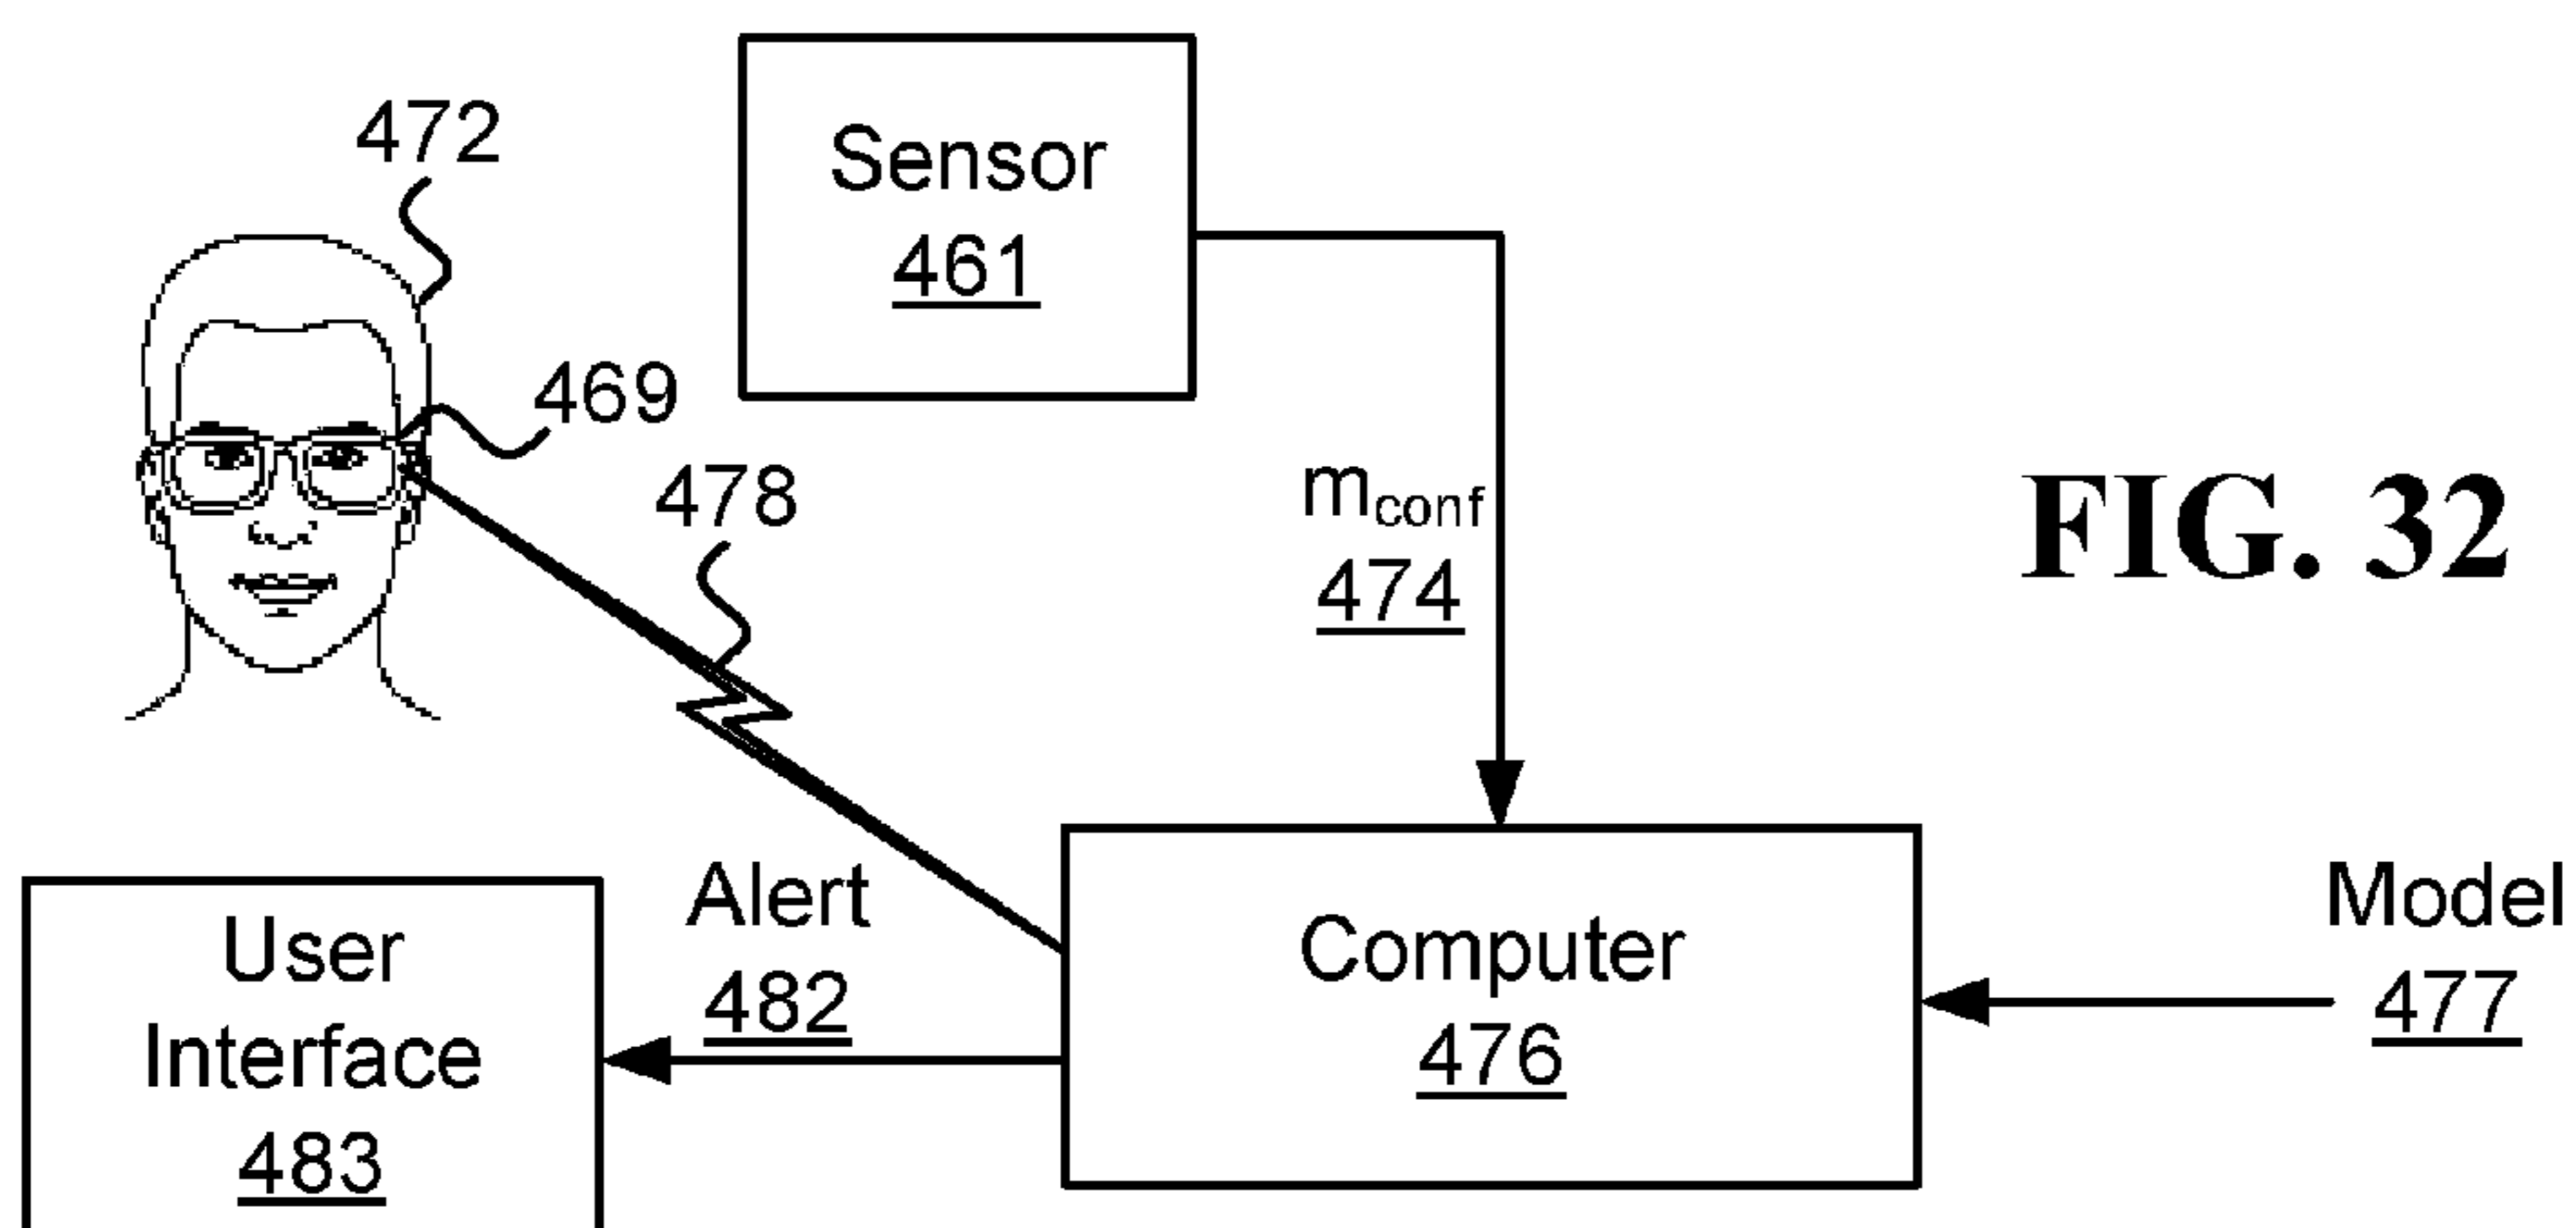 472
Sensor
461
469
478
m_conf
474
FIG. 32
Alert
482
User
Interface
483
Computer
476
Model
477